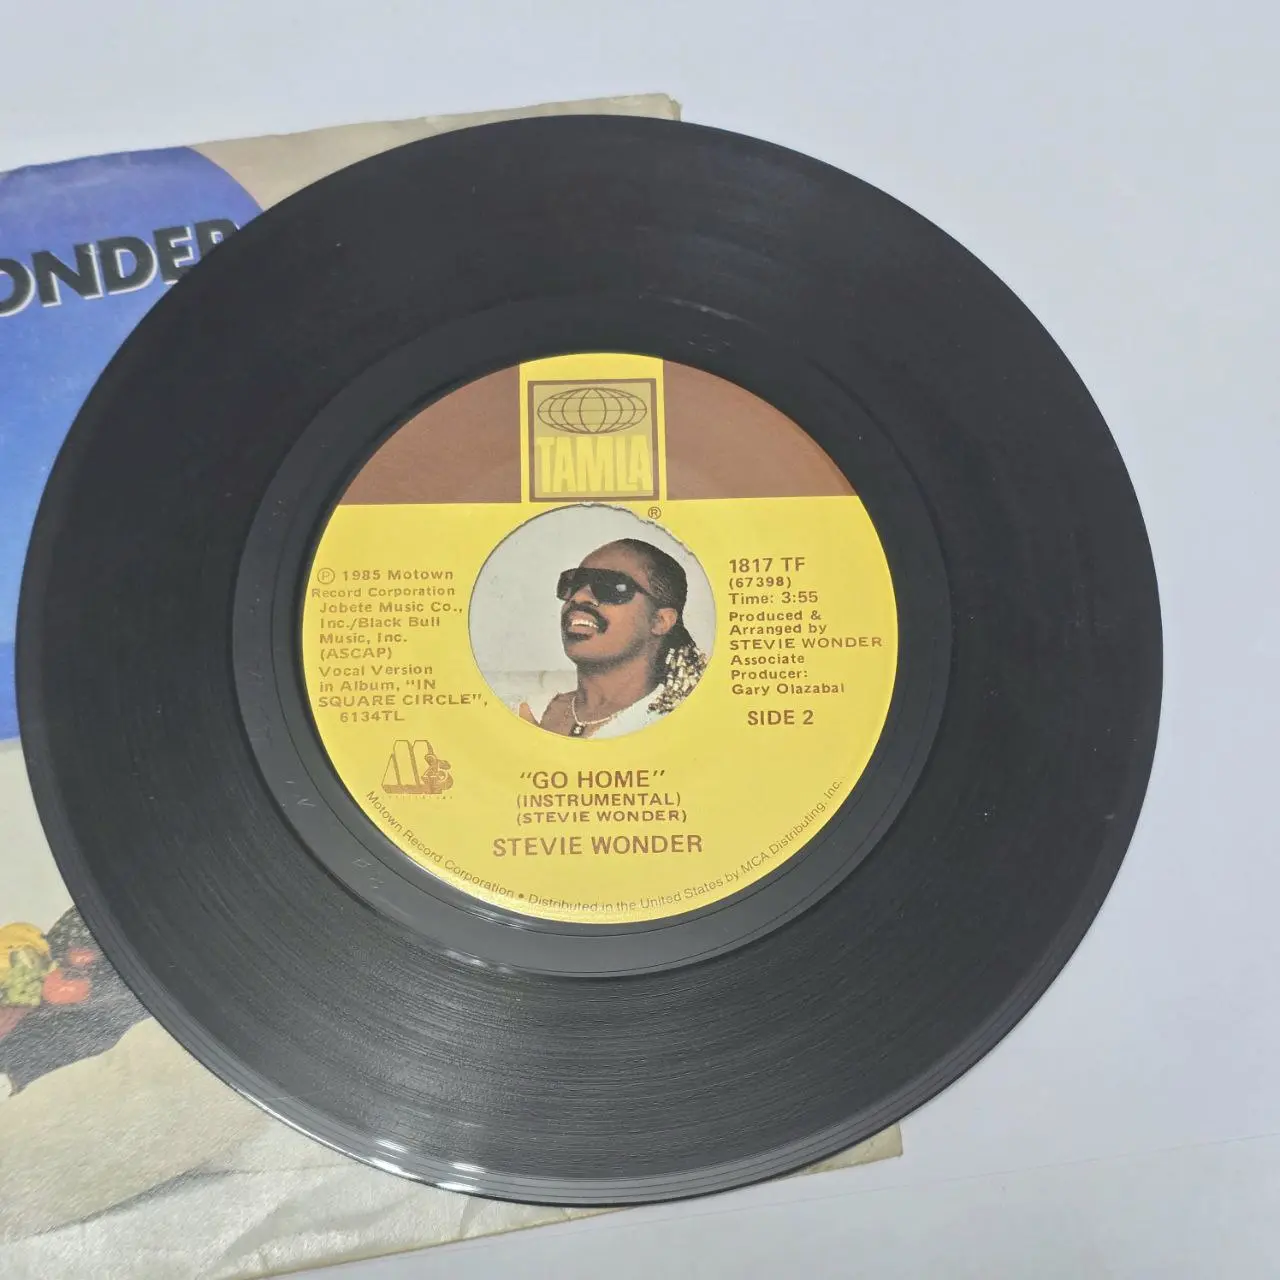 ONDER
TAMLA
®
℗ 1985 Motown
Record Corporation
Jobete Music Co.,
Inc./Black Bull
Music, Inc.
(ASCAP)
Vocal Version
in Album, "IN
SQUARE CIRCLE",
6134TL
1817 TF
(67398)
Time: 3:55
Produced &
Arranged by
STEVIE WONDER
Associate
Producer:
Gary Olazabal
SIDE 2
"GO HOME"
(INSTRUMENTAL)
(STEVIE WONDER)
STEVIE WONDER
Motown Record Corporation • Distributed in the United States by MCA Distributing, Inc.